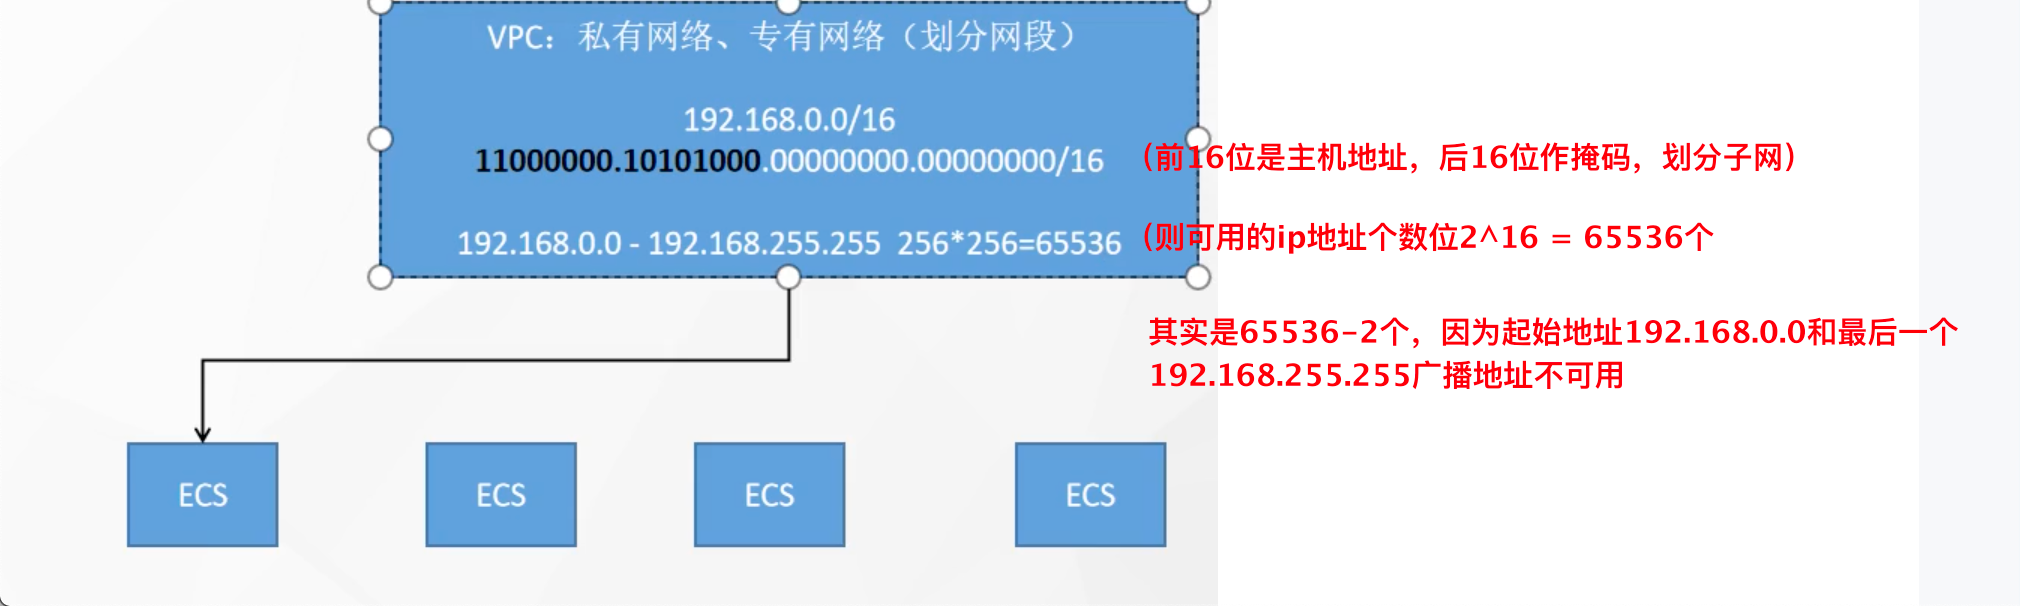 VPC：私有网络、专有网络（划分网段）
192.168.0.0/16
11000000.10101000.00000000.00000000/16
（前16位是主机地址，后16位作掩码，划分子网）
192.168.0.0 - 192.168.255.255 256*256=65536
（则可用的ip地址个数位2^16 = 65536个
其实是65536-2个，因为起始地址192.168.0.0和最后一个
192.168.255.255广播地址不可用
ECS
ECS
ECS
ECS